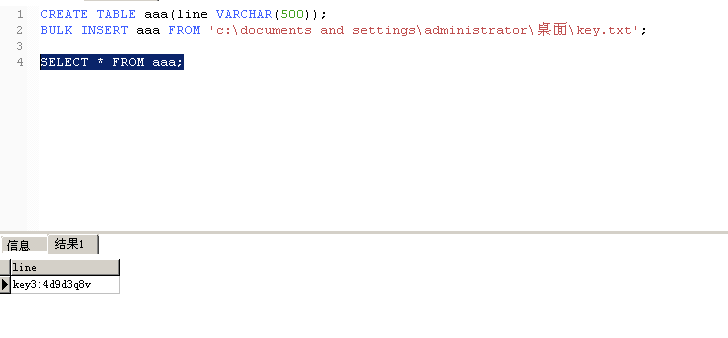 1 CREATE TABLE aaa(line VARCHAR(500));
2 BULK INSERT aaa FROM 'c:\documents and settings\administrator\桌面\key.txt';
3
4 SELECT * FROM aaa;
信息 结果1
line
key3:4d9d3q8v